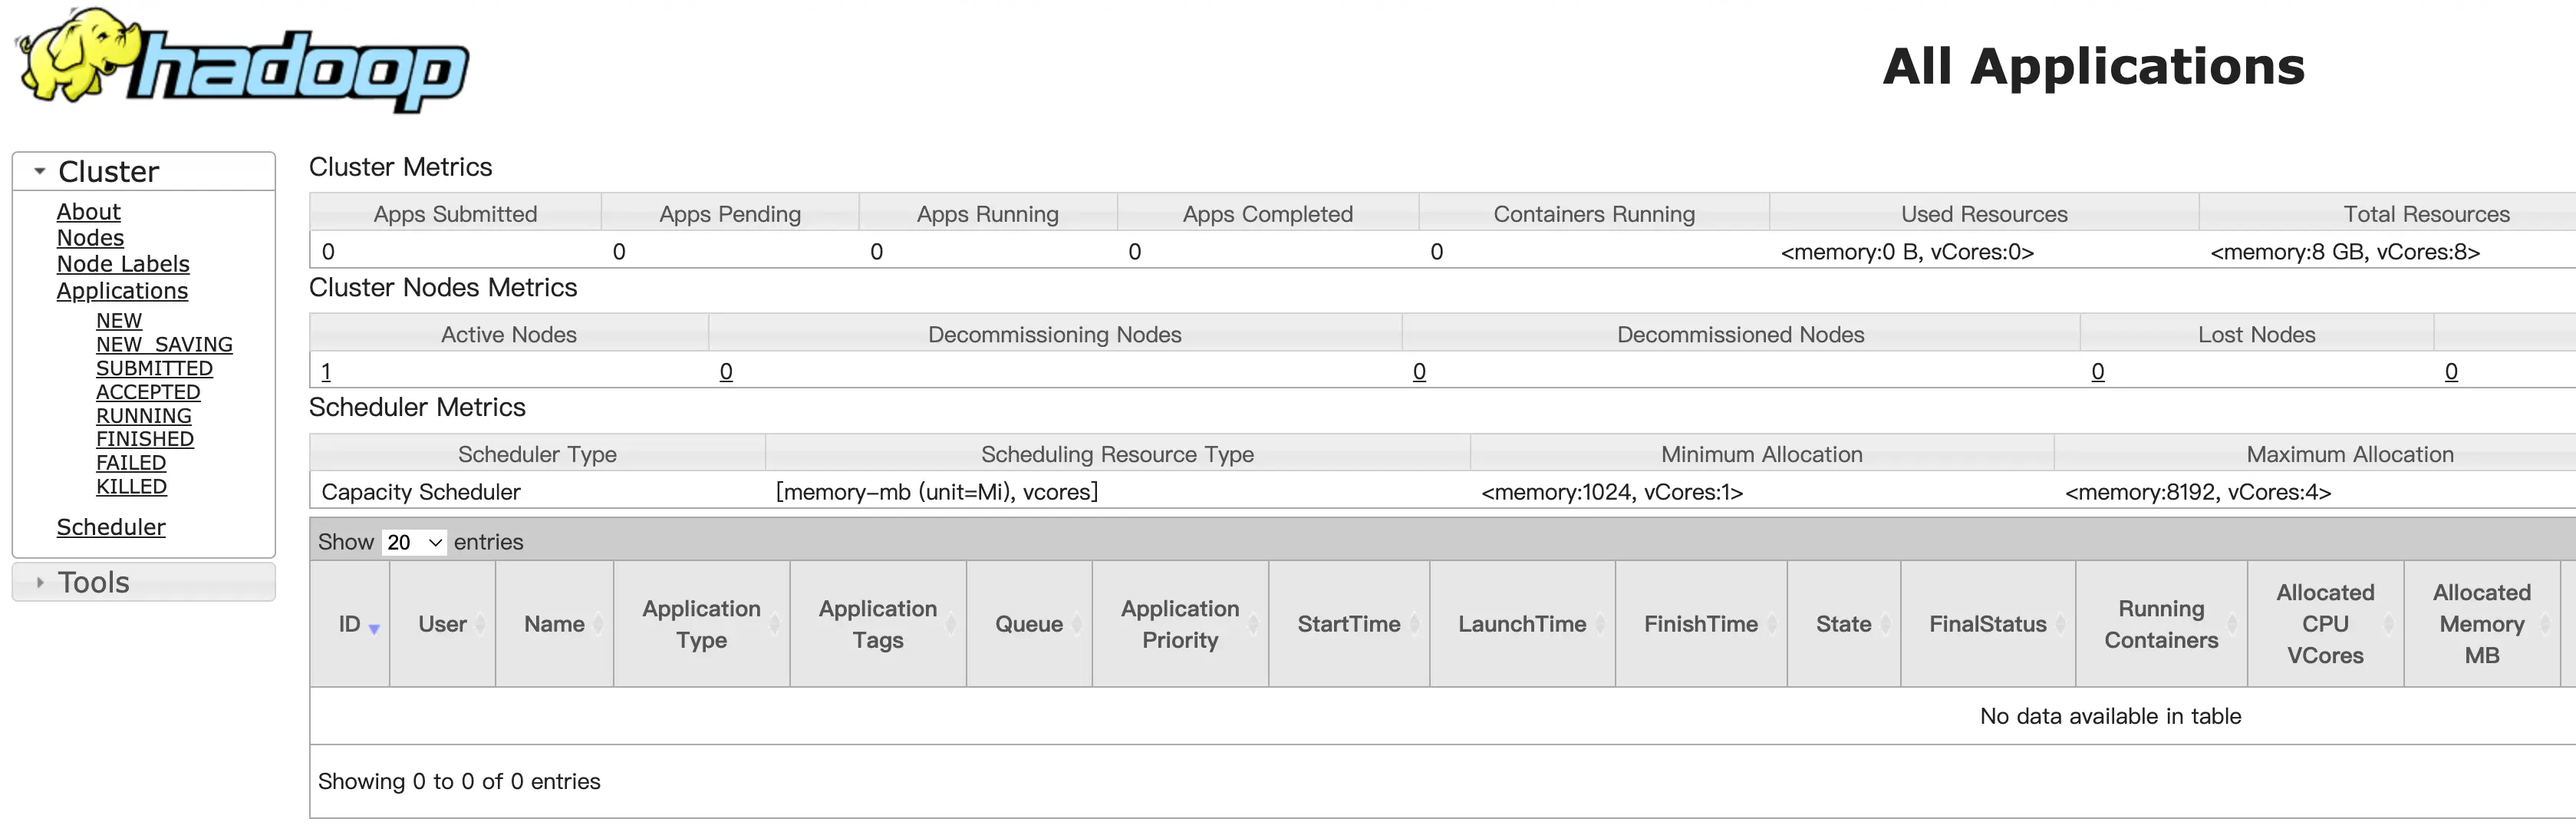 hadoop
All Applications
Cluster
About
Nodes
Node Labels
Applications
NEW
NEW_SAVING
SUBMITTED
ACCEPTED
RUNNING
FINISHED
FAILED
KILLED
Scheduler
Tools
Cluster Metrics
Apps Submitted Apps Pending Apps Running Apps Completed Containers Running Used Resources Total Resources
0 0 0 0 0 <memory:0 B, vCores:0> <memory:8 GB, vCores:8>
Cluster Nodes Metrics
Active Nodes Decommissioning Nodes Decommissioned Nodes Lost Nodes
1 0 0 0 0
Scheduler Metrics
Scheduler Type Scheduling Resource Type Minimum Allocation Maximum Allocation
Capacity Scheduler [memory-mb (unit=Mi), vcores] <memory:1024, vCores:1> <memory:8192, vCores:4>
Show 20 entries
ID User Name Application Type Application Tags Queue Application Priority StartTime LaunchTime FinishTime State FinalStatus Running Containers Allocated CPU VCores Allocated Memory MB
No data available in table
Showing 0 to 0 of 0 entries